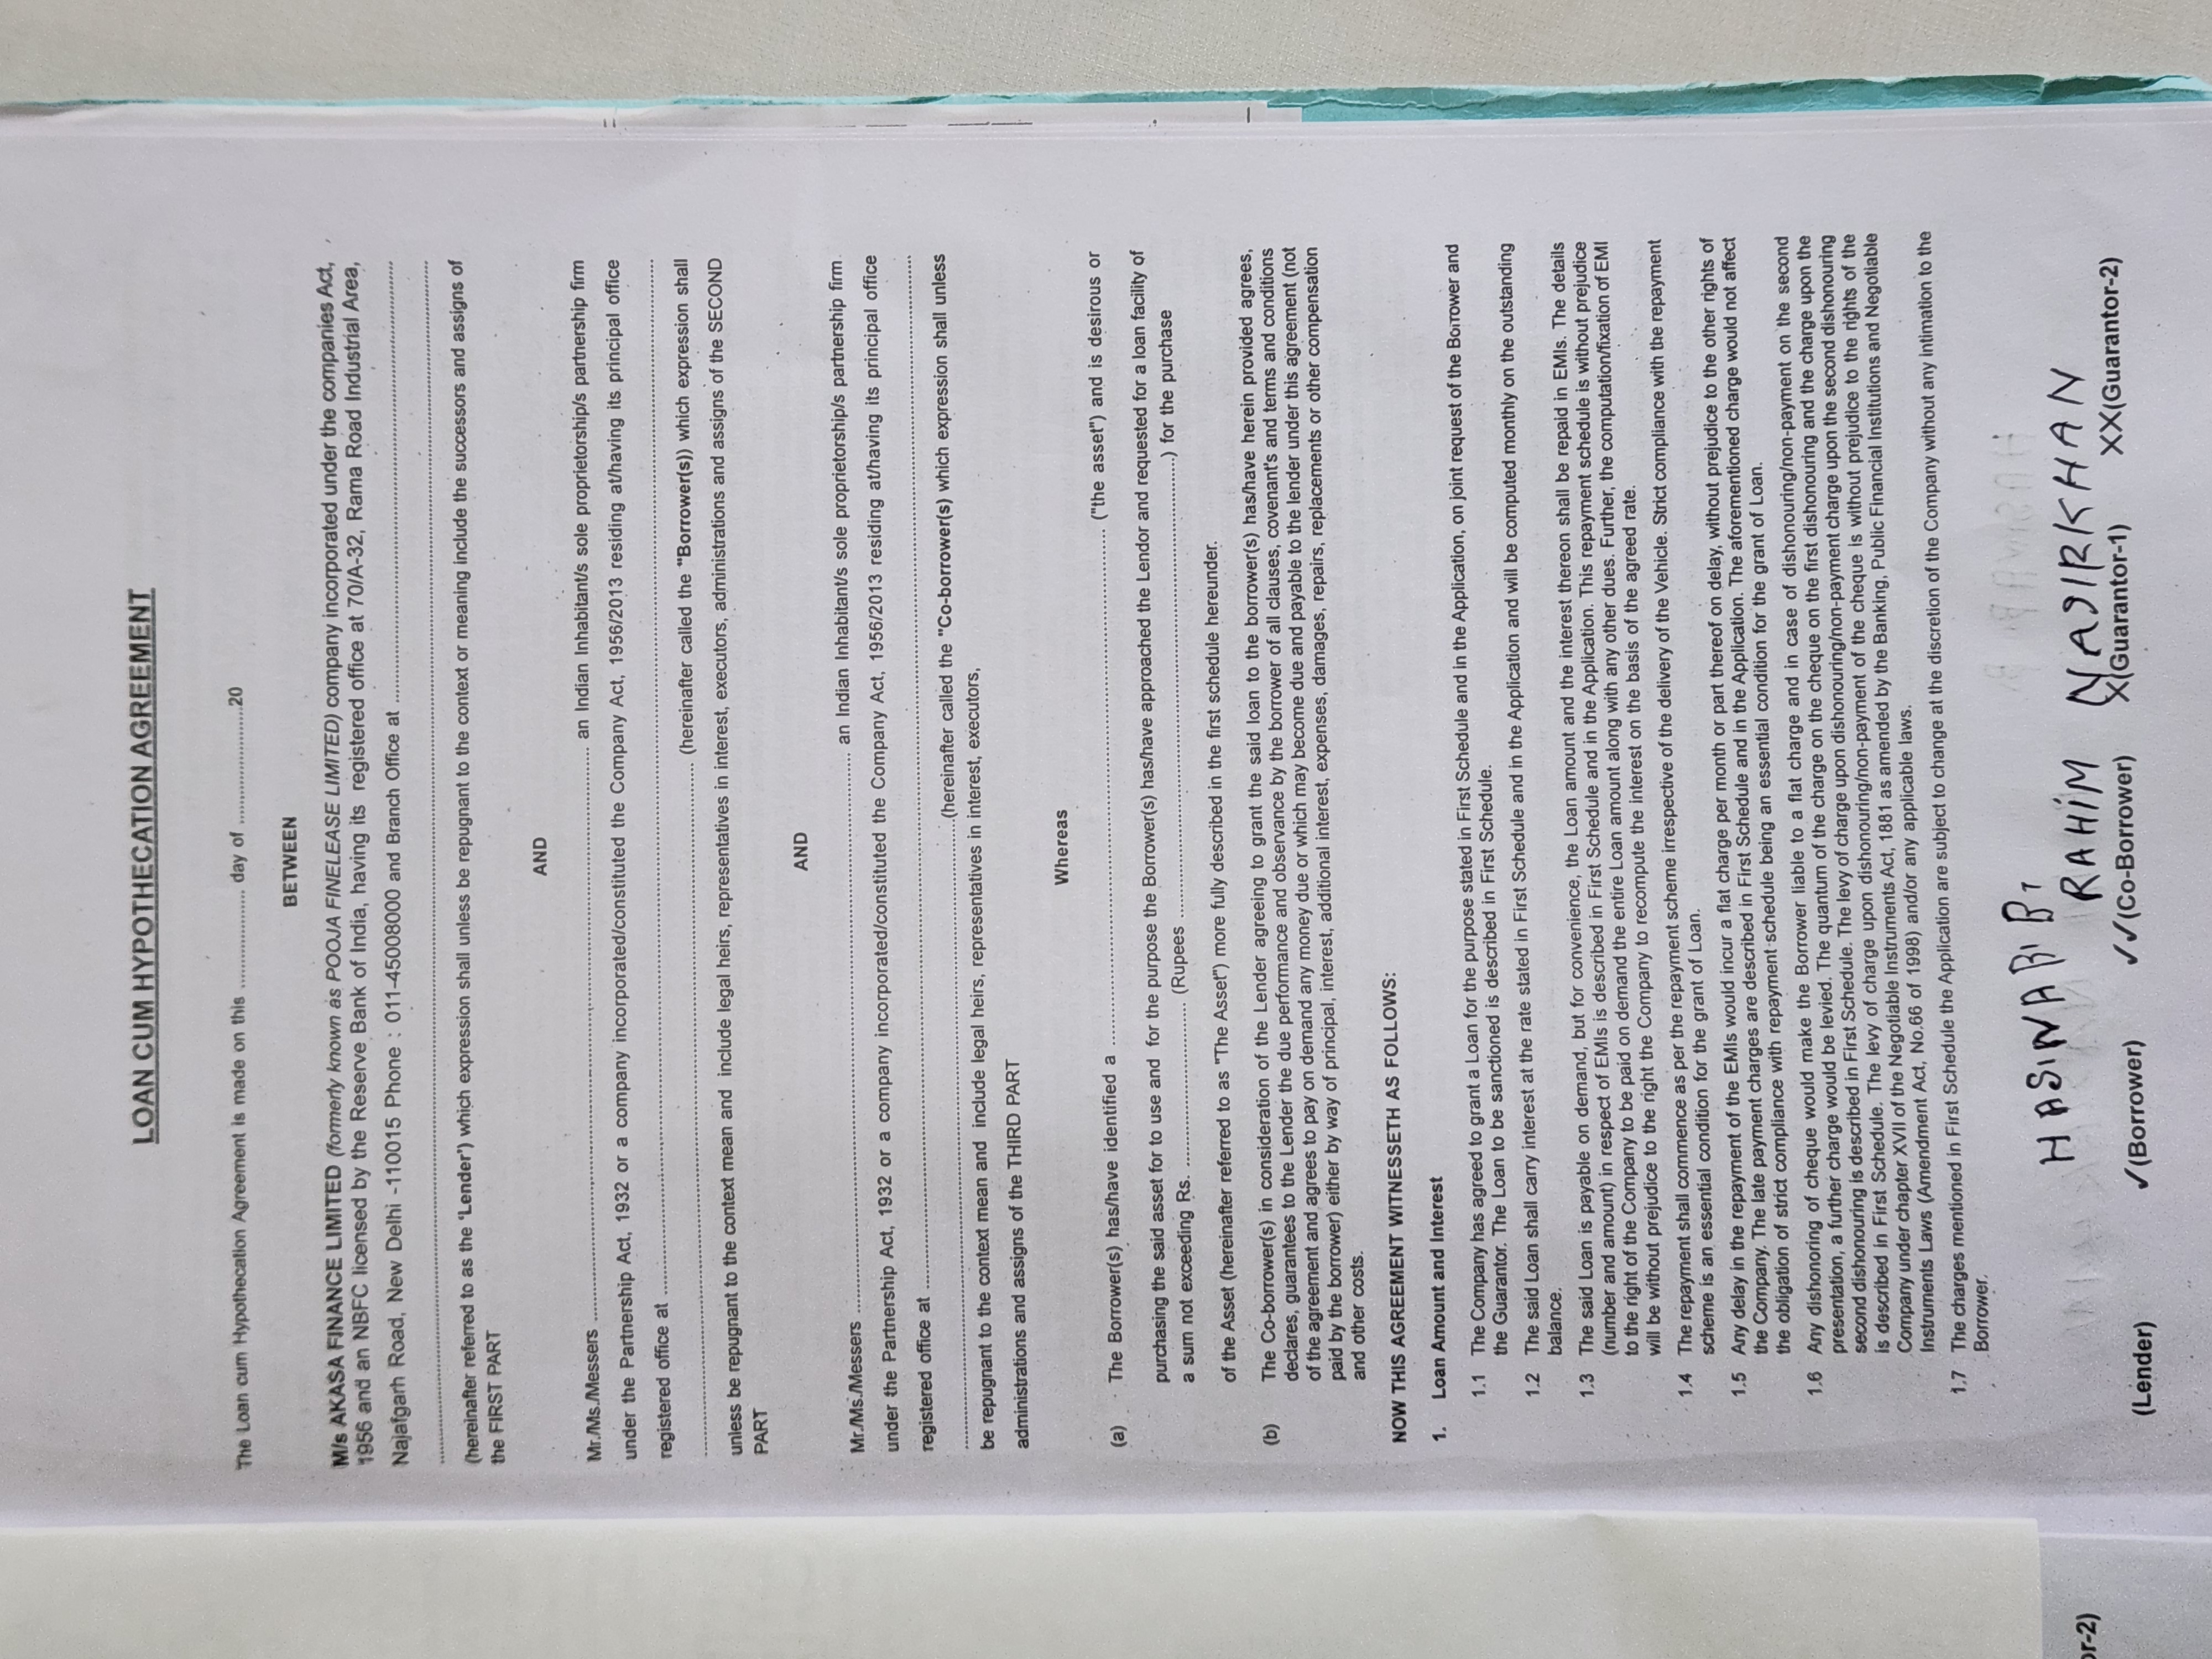 LOAN CUM HYPOTHECATION AGREEMENT
The Loan cum Hypothecation Agreement is made on this .................... day of ........................20
BETWEEN
M/s AKASA FINANCE LIMITED (formerly known as POOJA FINELEASE LIMITED) company incorporated under the companies Act,
1956 and an NBFC licensed by the Reserve Bank of India, having its registered office at 70/A-32, Rama Road Industrial Area,
Najafgarh Road, New Delhi -110015 Phone : 011-45008000 and Branch Office at ....................
....................
(hereinafter referred to as the 'Lender') which expression shall unless be repugnant to the context or meaning include the successors and assigns of
the FIRST PART
AND
Mr./Ms./Messers .................... an Indian Inhabitant/s sole proprietorship/s partnership firm
under the Partnership Act, 1932 or a company incorporated/constituted the Company Act, 1956/2013 residing at/having its principal office
registered office at ....................
.................... (hereinafter called the "Borrower(s)) which expression shall
unless be repugnant to the context mean and include legal heirs, representatives in interest, executors, administrations and assigns of the SECOND
PART
AND
Mr./Ms./Messers .................... an Indian Inhabitant/s sole proprietorship/s partnership firm
under the Partnership Act, 1932 or a company incorporated/constituted the Company Act, 1956/2013 residing at/having its principal office
registered office at ....................
....................(hereinafter called the "Co-borrower(s) which expression shall unless
be repugnant to the context mean and include legal heirs, representatives in interest, executors,
administrations and assigns of the THIRD PART
Whereas
(a) The Borrower(s) has/have identified a .................... ("the asset") and is desirous or
purchasing the said asset for to use and for the purpose the Borrower(s) has/have approached the Lendor and requested for a loan facility of
a sum not exceeding Rs. .................... (Rupees ....................) for the purchase
of the Asset (hereinafter referred to as "The Asset") more fully described in the first schedule hereunder.
(b) The Co-borrower(s) in consideration of the Lender agreeing to grant the said loan to the borrower(s) has/have herein provided agrees,
declares, guarantees to the Lender the due performance and observance by the borrower of all clauses, covenant's and terms and conditions
of the agreement and agrees to pay on demand any money due or which may become due and payable to the lender under this agreement (not
paid by the borrower) either by way of principal, interest, additional interest, expenses, damages, repairs, replacements or other compensation
and other costs.
NOW THIS AGREEMENT WITNESSETH AS FOLLOWS:
1. Loan Amount and Interest
1.1 The Company has agreed to grant a Loan for the purpose stated in First Schedule and in the Application, on joint request of the Borrower and
the Guarantor. The Loan to be sanctioned is described in First Schedule.
1.2 The said Loan shall carry interest at the rate stated in First Schedule and in the Application and will be computed monthly on the outstanding
balance.
1.3 The said Loan is payable on demand, but for convenience, the Loan amount and the interest thereon shall be repaid in EMIs. The details
(number and amount) in respect of EMIs is described in First Schedule and in the Application. This repayment schedule is without prejudice
to the right of the Company to be paid on demand the entire Loan amount along with any other dues. Further, the computation/fixation of EMI
will be without prejudice to the right the Company to recompute the interest on the basis of the agreed rate.
1.4 The repayment shall commence as per the repayment scheme irrespective of the delivery of the Vehicle. Strict compliance with the repayment
scheme is an essential condition for the grant of Loan.
1.5 Any delay in the repayment of the EMIs would incur a flat charge per month or part thereof on delay, without prejudice to the other rights of
the Company. The late payment charges are described in First Schedule and in the Application. The aforementioned charge would not affect
the obligation of strict compliance with repayment schedule being an essential condition for the grant of Loan.
1.6 Any dishonoring of cheque would make the Borrower liable to a flat charge and in case of dishonouring/non-payment on the second
presentation, a further charge would be levied. The quantum of the charge on the cheque on the first dishonouring and the charge upon the
second dishonouring is described in First Schedule. The levy of charge upon dishonouring/non-payment charge upon the second dishonouring
is described in First Schedule. The levy of charge upon dishonouring/non-payment of the cheque is without prejudice to the rights of the
Company under chapter XVII of the Negotiable Instruments Act, 1881 as amended by the Banking, Public Financial Institutions and Negotiable
Instruments Laws (Amendment Act, No.66 of 1998) and/or any applicable laws.
1.7 The charges mentioned in First Schedule the Application are subject to change at the discretion of the Company without any intimation to the
Borrower.
HASINABI BI
RAHIM NASIRKHAN
or-2)
(Lender) ✓(Borrower) ✓✓(Co-Borrower) X(Guarantor-1) XX(Guarantor-2)